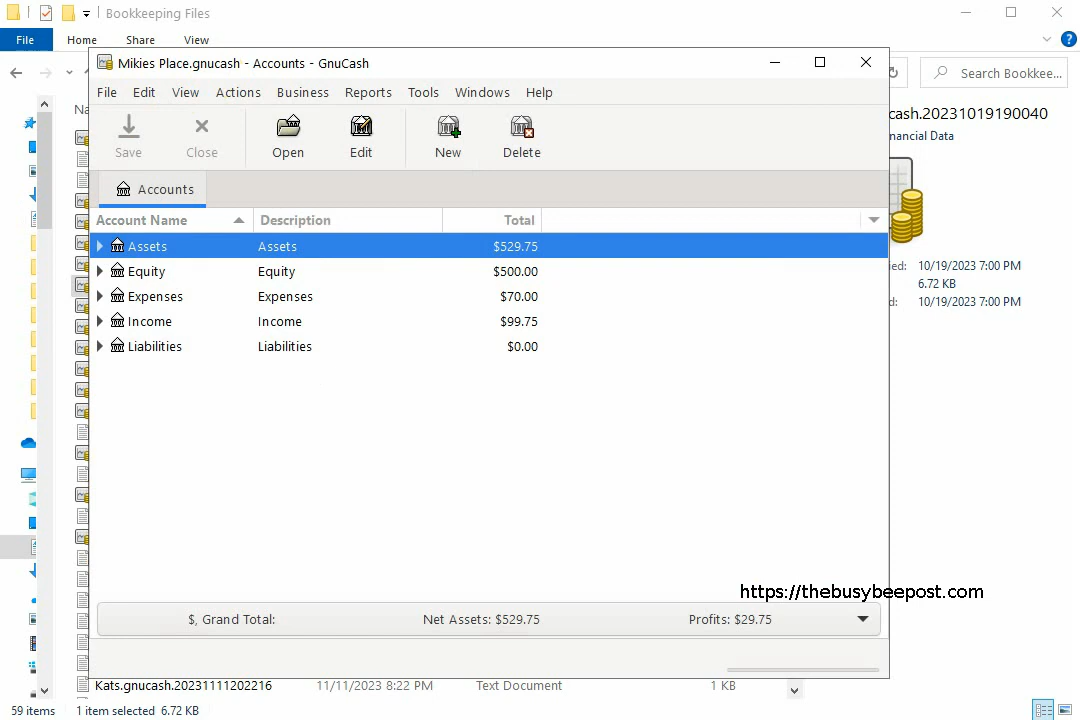 Bookkeeping Files
File Home Share View
Search Bookkee...
Mikies Place.gnucash - Accounts - GnuCash
File Edit View Actions Business Reports Tools Windows Help
Save Close Open Edit New Delete
Accounts
Account Name Description Total
Assets Assets $529.75
Equity Equity $500.00
Expenses Expenses $70.00
Income Income $99.75
Liabilities Liabilities $0.00
cash.20231019190040
nancial Data
ed: 10/19/2023 7:00 PM
6.72 KB
d: 10/19/2023 7:00 PM
https://thebusybeepost.com
$, Grand Total: Net Assets: $529.75 Profits: $29.75
Kats.gnucash.20231111202216 11/11/2023 8:22 PM Text Document 1 KB
59 items 1 item selected 6.72 KB